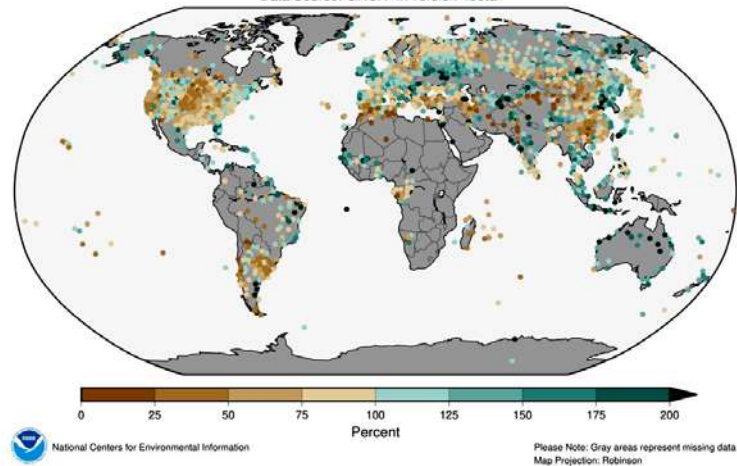 0
25
50
75
100
125
150
175
200
Percent
National Centers for Environmental Information
Please Note: Gray areas represent missing data
Map Projection: Robinson